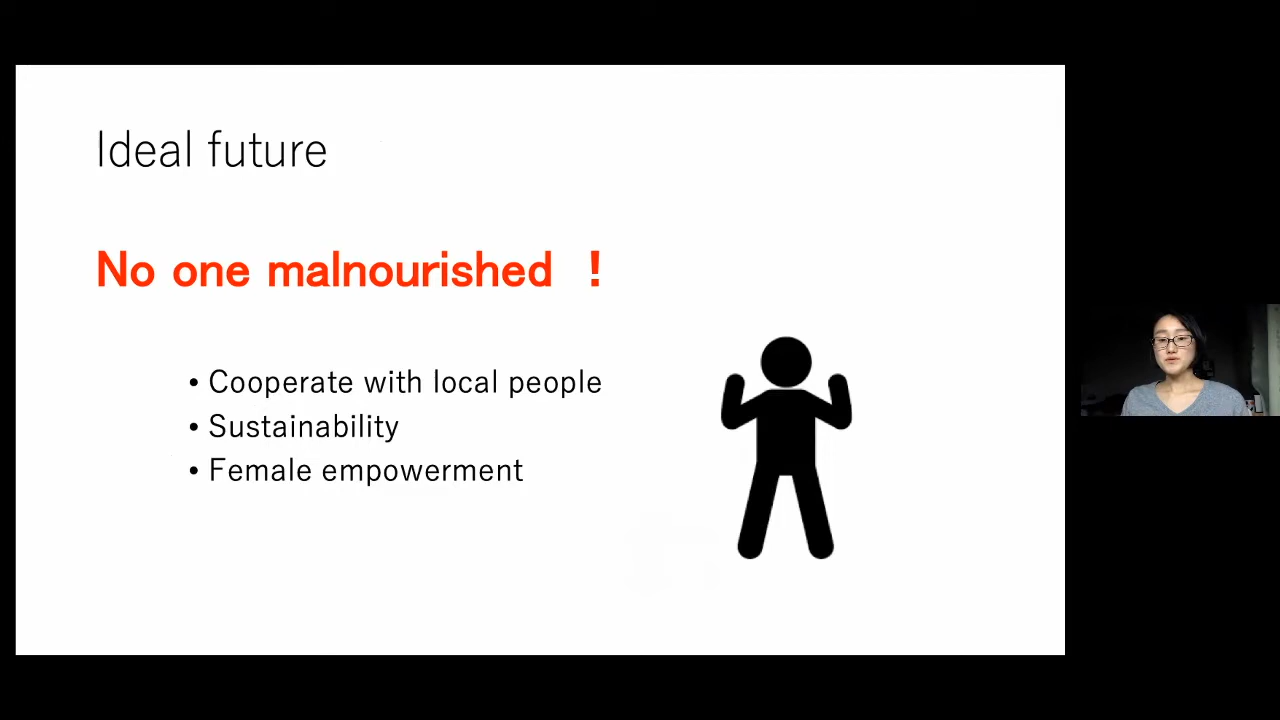 Ideal future
No one malnourished !
• Cooperate with local people
• Sustainability
• Female empowerment